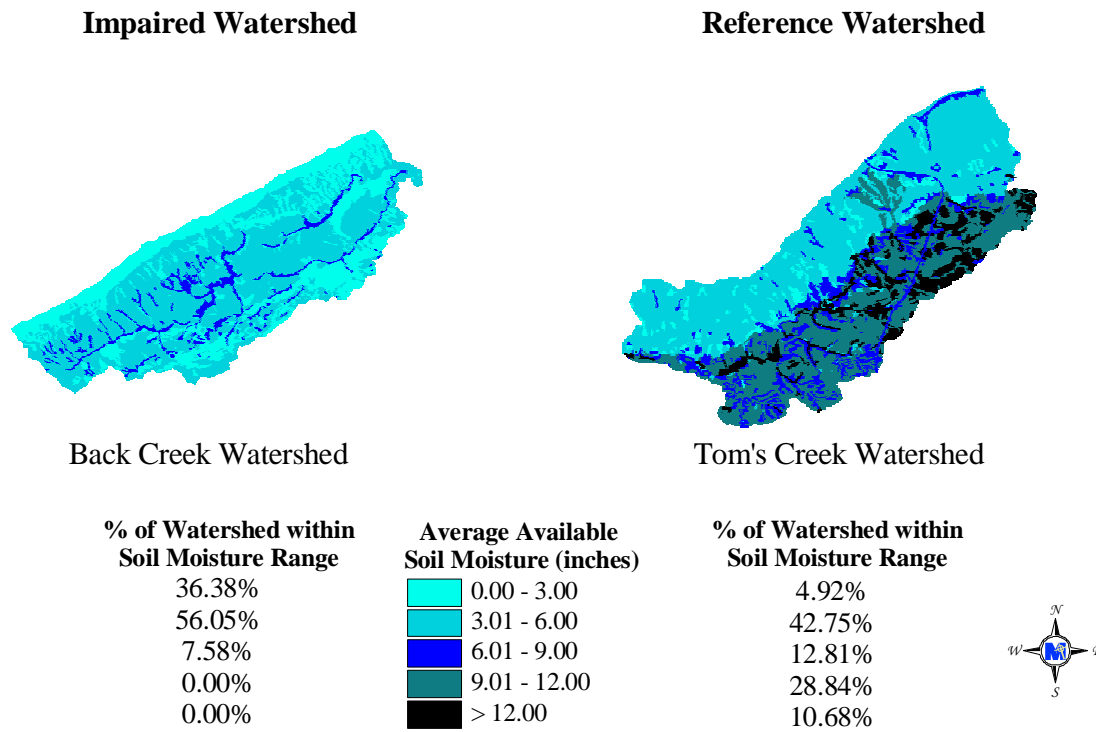 Impaired Watershed
Reference Watershed
Back Creek Watershed
Tom's Creek Watershed
% of Watershed within
Soil Moisture Range
36.38%
56.05%
7.58%
0.00%
0.00%
Average Available
Soil Moisture (inches)
0.00 - 3.00
3.01 - 6.00
6.01 - 9.00
9.01 - 12.00
> 12.00
% of Watershed within
Soil Moisture Range
4.92%
42.75%
12.81%
28.84%
10.68%
N
W
M
S